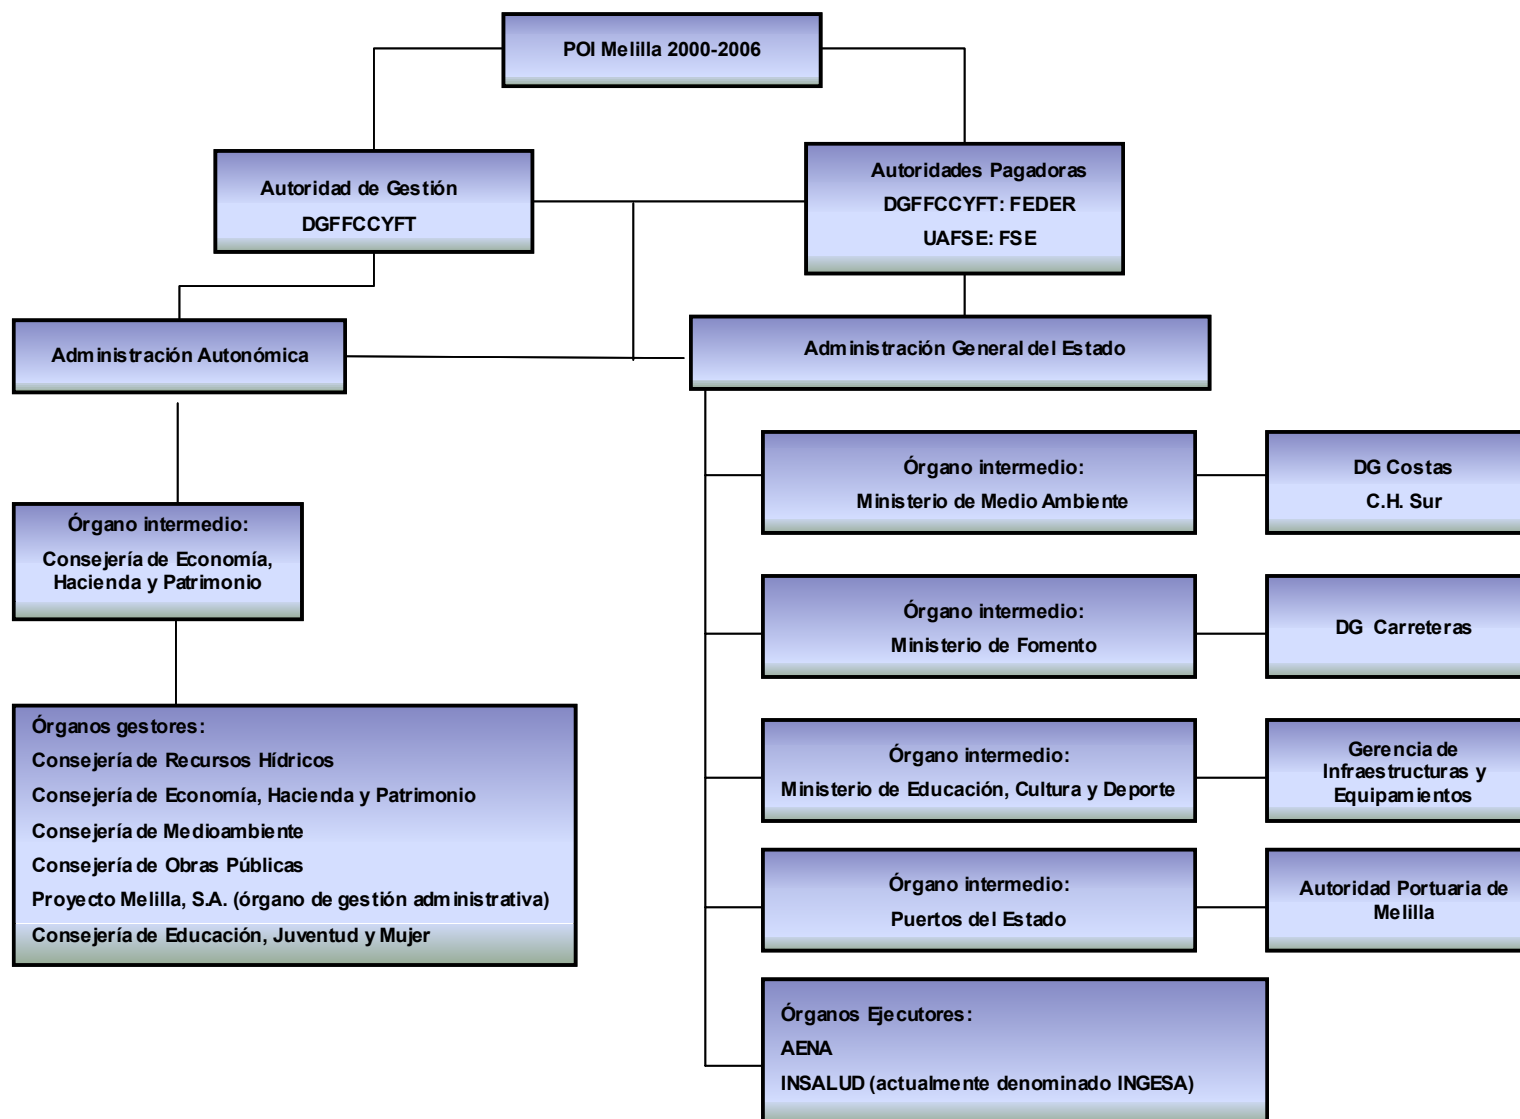 POI Melilla 2000-2006
Autoridad de Gestión
DGFFCCYFT
Autoridades Pagadoras
DGFFCCYFT: FEDER
UAFSE: FSE
Administración Autonómica
Administración General del Estado
Órgano intermedio:
Consejería de Economía,
Hacienda y Patrimonio
Órganos gestores:
Consejería de Recursos Hídricos
Consejería de Economía, Hacienda y Patrimonio
Consejería de Medioambiente
Consejería de Obras Públicas
Proyecto Melilla, S.A. (órgano de gestión administrativa)
Consejería de Educación, Juventud y Mujer
Órgano intermedio:
Ministerio de Medio Ambiente
DG Costas
C.H. Sur
Órgano intermedio:
Ministerio de Fomento
DG Carreteras
Órgano intermedio:
Ministerio de Educación, Cultura y Deporte
Gerencia de
Infraestructuras y
Equipamientos
Órgano intermedio:
Puertos del Estado
Autoridad Portuaria de
Melilla
Órganos Ejecutores:
AENA
INSALUD (actualmente denominado INGESA)